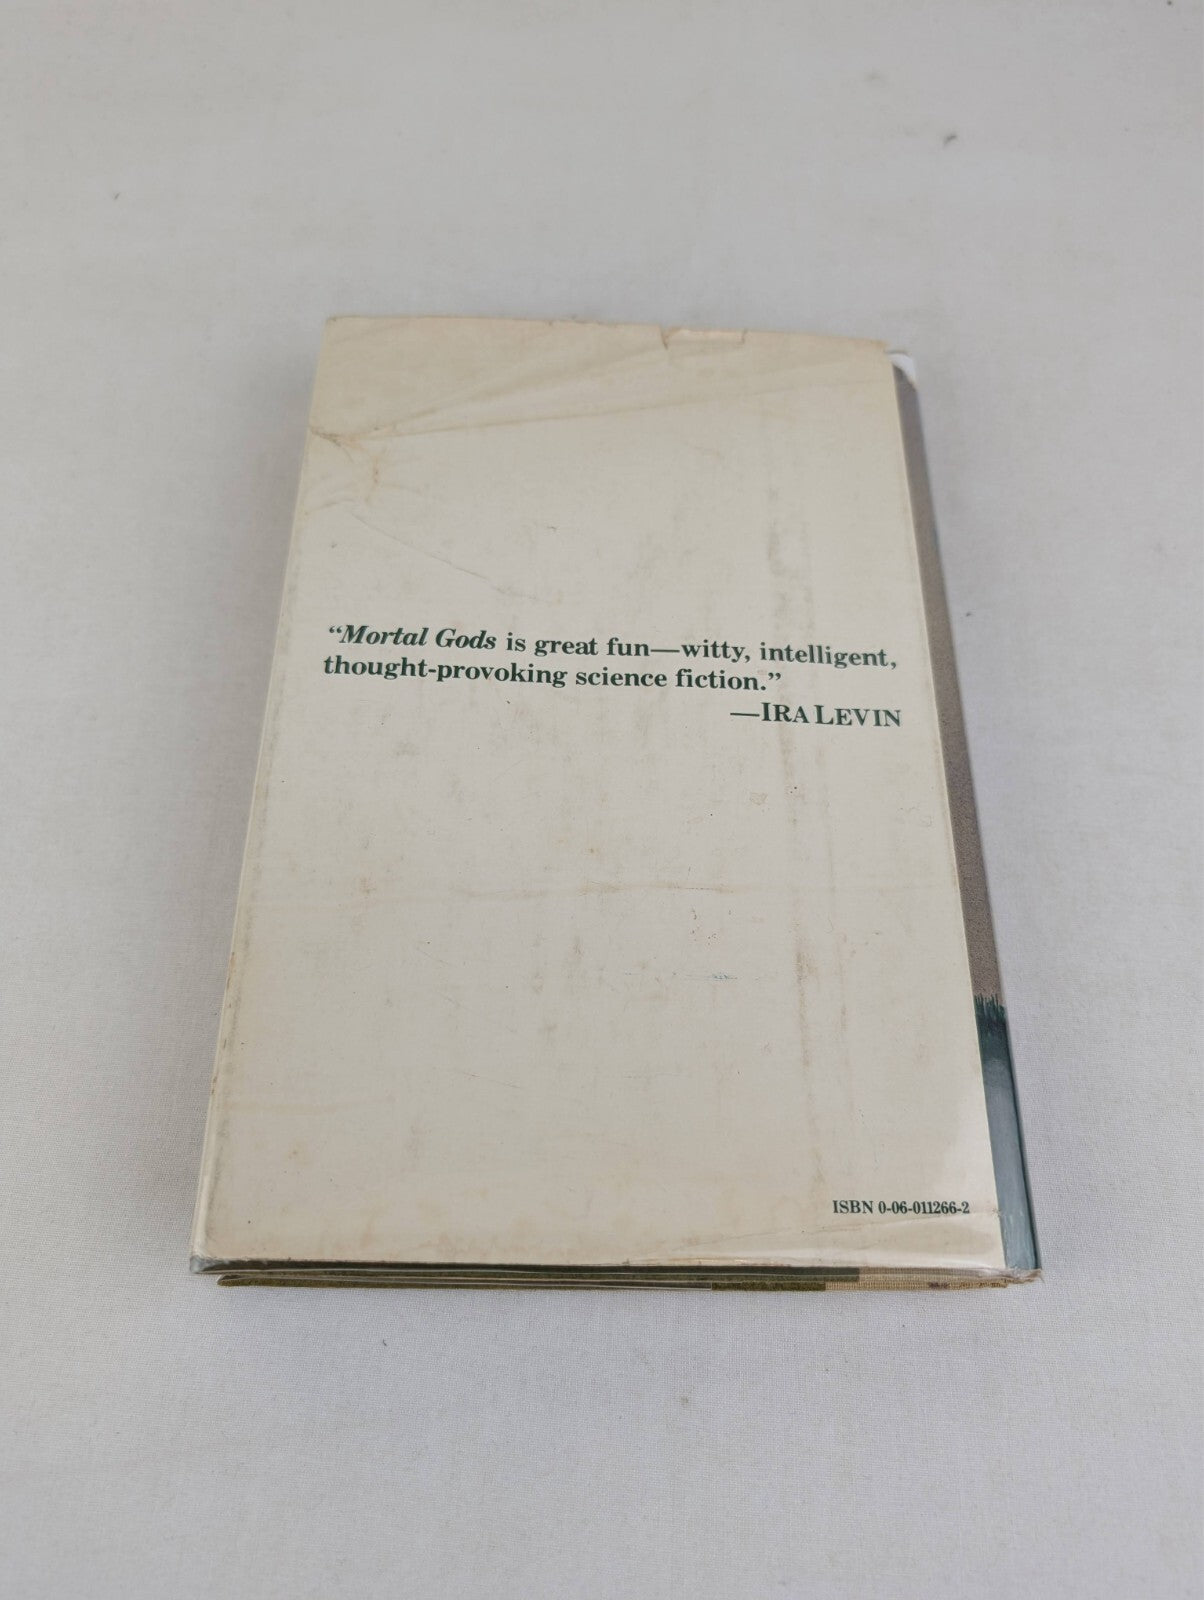 “Mortal Gods is great fun—witty, intelligent,
thought-provoking science fiction.”
—IRA LEVIN
ISBN 0-06-011266-2